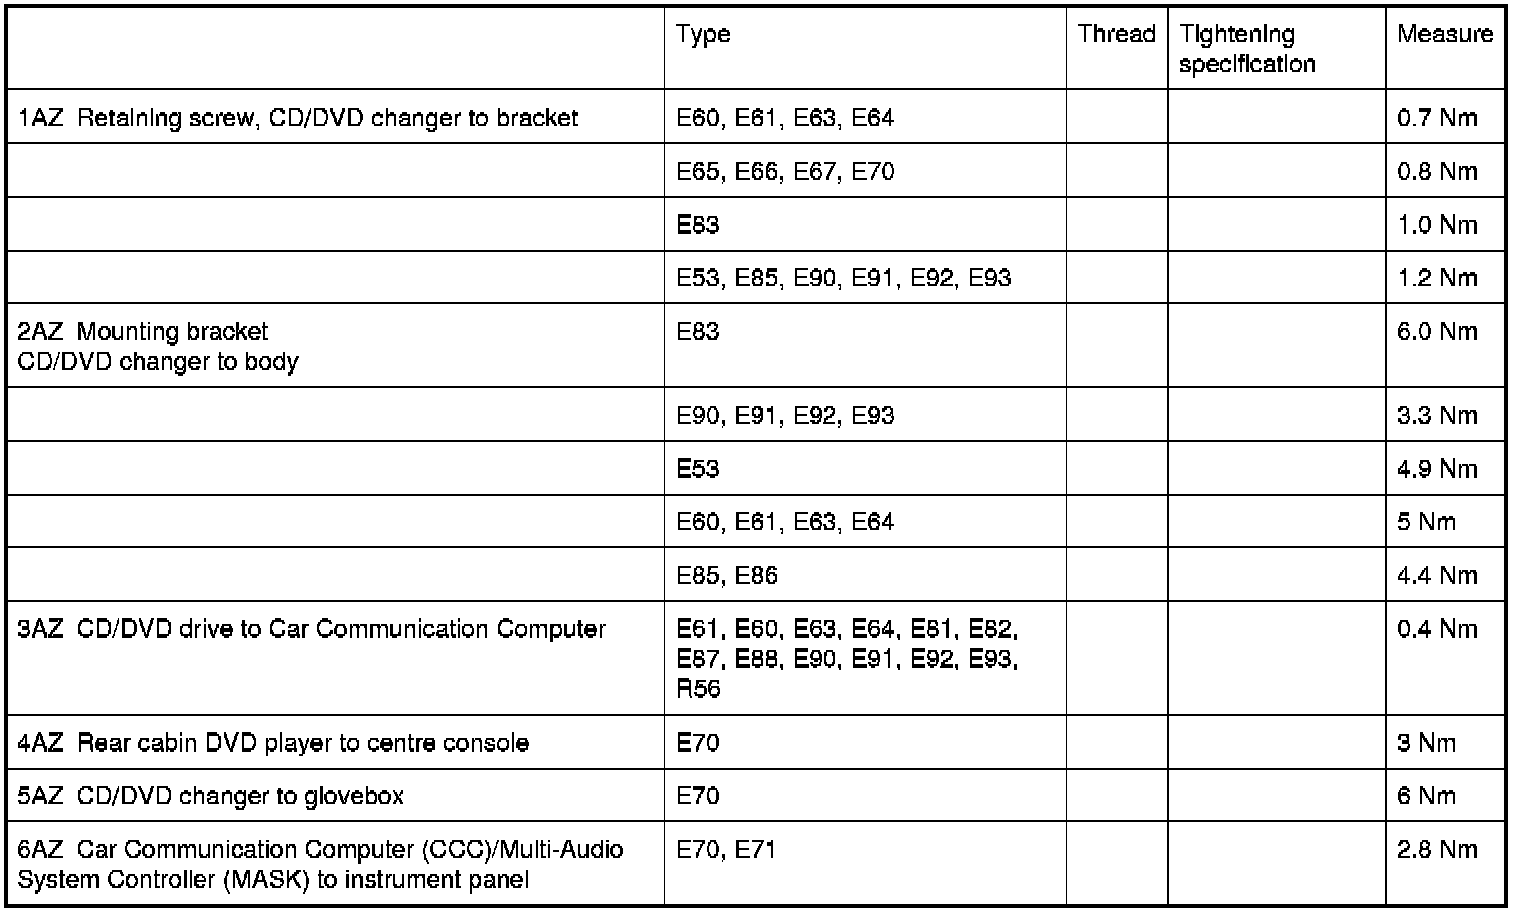 Type Thread Tightening Measure
specification
1AZ Retaining screw, CD/DVD changer to bracket E60, E61, E63, E64 0.7 Nm
E65, E66, E67, E70 0.8 Nm
E83 1.0 Nm
E53, E85, E90, E91, E92, E93 1.2 Nm
2AZ Mounting bracket E83 6.0 Nm
CD/DVD changer to body
E90, E91, E92, E93 3.3 Nm
E53 4.9 Nm
E60, E61, E63, E64 5 Nm
E85, E86 4.4 Nm
3AZ CD/DVD drive to Car Communication Computer E61, E60, E63, E64, E81, E82, 0.4 Nm
E87, E88, E90, E91, E92, E93,
R56
4AZ Rear cabin DVD player to centre console E70 3 Nm
5AZ CD/DVD changer to glovebox E70 6 Nm
6AZ Car Communication Computer (CCC)/Multi-Audio E70, E71 2.8 Nm
System Controller (MASK) to instrument panel